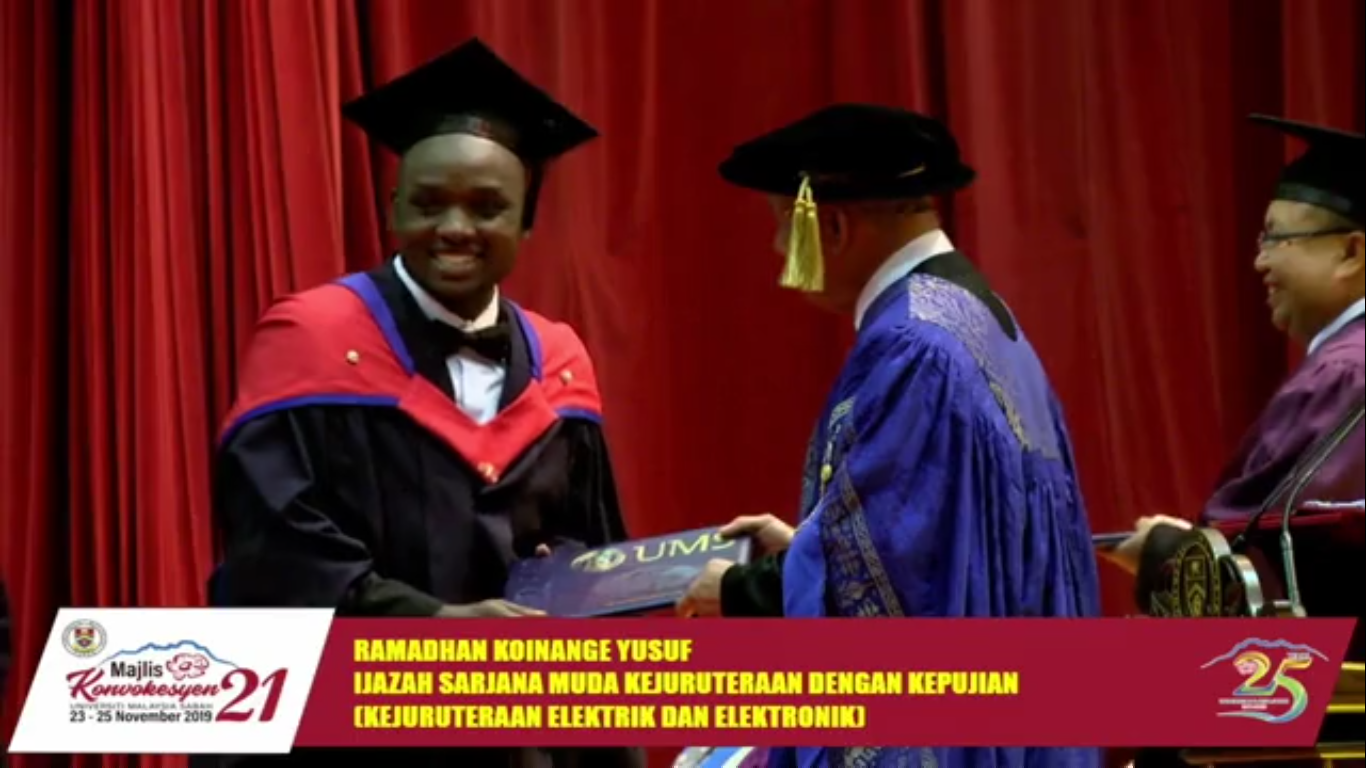 UMS
RAMADHAN KOINANGE YUSUF
IJAZAH SARJANA MUDA KEJURUTERAAN DENGAN KEPUJIAN
(KEJURUTERAAN ELEKTRIK DAN ELEKTRONIK)
Majlis
Konvokesyen 21
UNIVERSITI MALAYSIA SABAH
23 - 25 November 2019
25